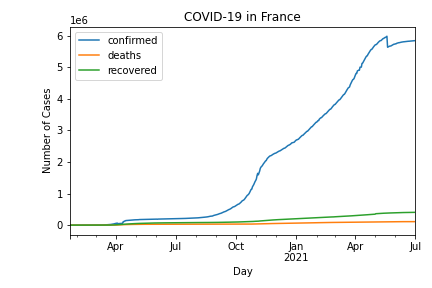 COVID-19 in France
1e6
6
5
4
3
2
1
0
Number of Cases
confirmed
deaths
recovered
Apr
Jul
Oct
Jan
2021
Apr
Jul
Day